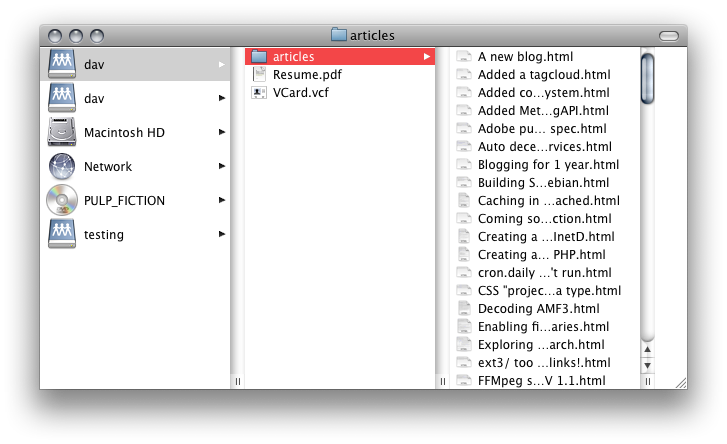 articles
dav
dav
Macintosh HD
Network
PULP_FICTION
testing
articles
Resume.pdf
VCard.vcf
A new blog.html
Added a tagcloud.html
Added co...ystem.html
Added Met...gAPI.html
Adobe pu... spec.html
Auto dece...rvices.html
Blogging for 1 year.html
Building S...ebian.html
Caching in ...ached.html
Coming so...ction.html
Creating a ...InetD.html
Creating a... PHP.html
cron.daily ...'t run.html
CSS "projec...a type.html
Decoding AMF3.html
Enabling fi...aries.html
Exploring ...arch.html
ext3/ too ...links!.html
FFMpeg s...V 1.1.html